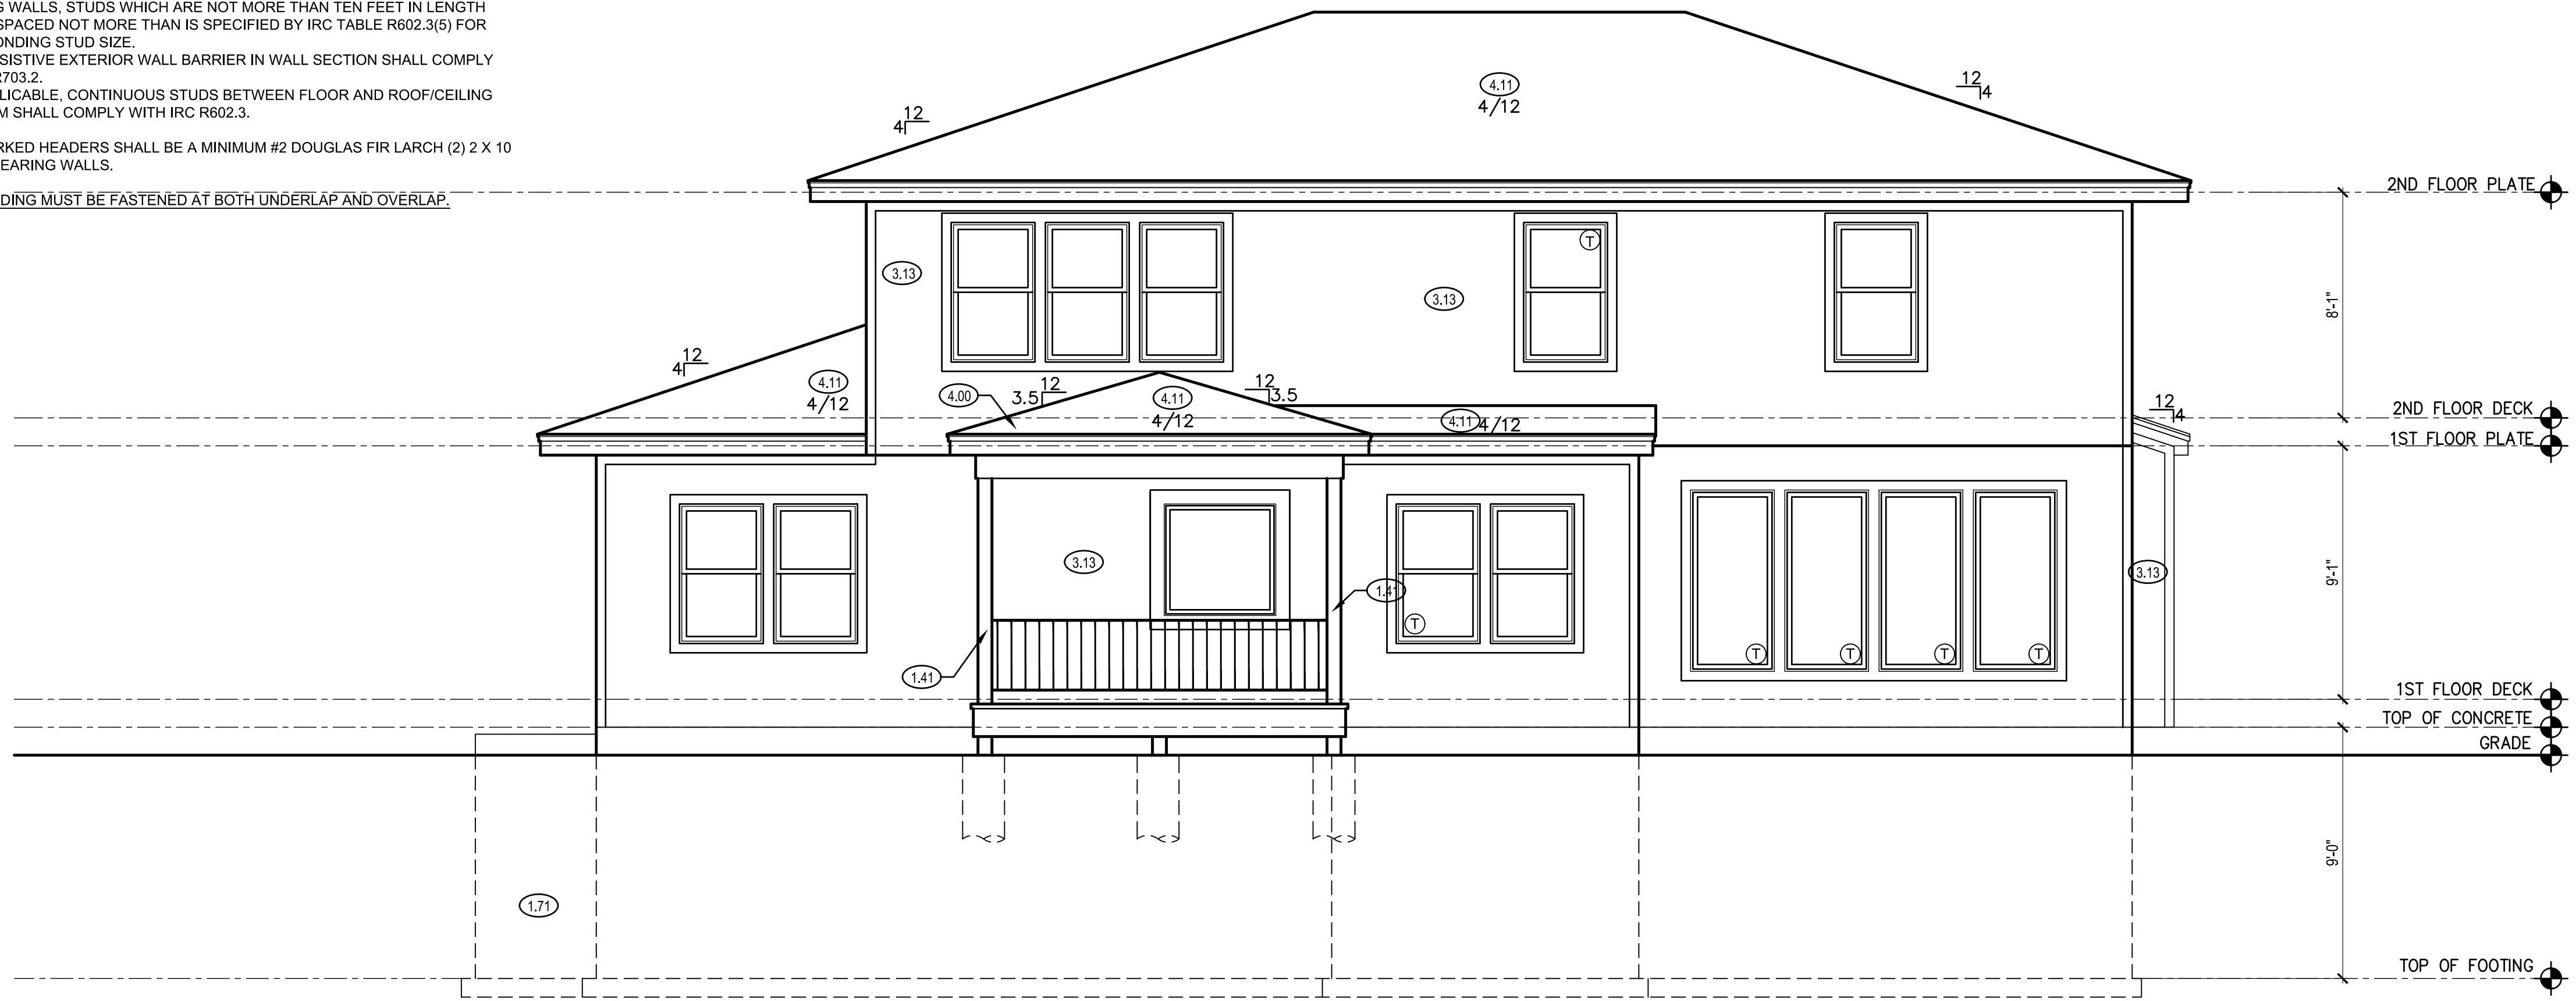 WALLS, STUDS WHICH ARE NOT MORE THAN TEN FEET IN LENGTH
SPACED NOT MORE THAN IS SPECIFIED BY IRC TABLE R602.3(5) FOR
ONDING STUD SIZE.
SISTIVE EXTERIOR WALL BARRIER IN WALL SECTION SHALL COMPLY
R703.2.
LICABLE, CONTINUOUS STUDS BETWEEN FLOOR AND ROOF/CEILING
M SHALL COMPLY WITH IRC R602.3.
RKED HEADERS SHALL BE A MINIMUM #2 DOUGLAS FIR LARCH (2) 2 X 10
EARING WALLS.
DING MUST BE FASTENED AT BOTH UNDERLAP AND OVERLAP.
4.11
4/12
12
4
12
4
2ND FLOOR PLATE
T
3.13
3.13
8'-1"
12
4
4.11
4/12
4.00
12
3.5
4.11
4/12
12
3.5
4.11 4/12
12
4
2ND FLOOR DECK
1ST FLOOR PLATE
3.13
1.41
T
3.13
9'-1"
1.41
T
T
T
T
1ST FLOOR DECK
TOP OF CONCRETE
GRADE
9'-0"
1.71
TOP OF FOOTING